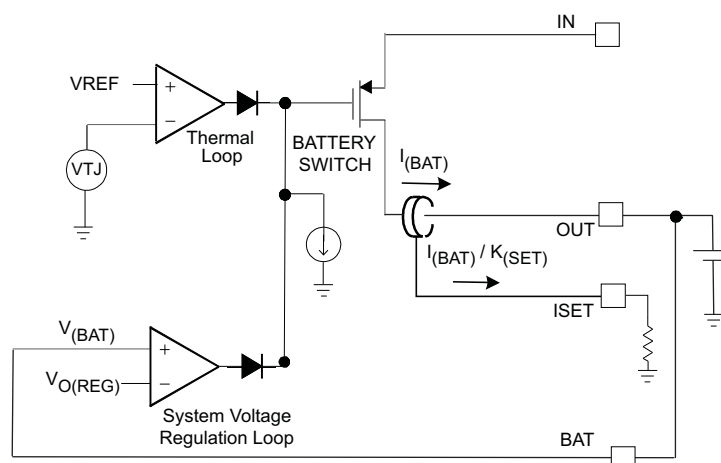 IN
VREF
+
−
Thermal
Loop
BATTERY
SWITCH
VTJ
I(BAT)
OUT
I(BAT) / K(SET)
ISET
V(BAT)
+
VO(REG)
−
System Voltage
Regulation Loop
BAT